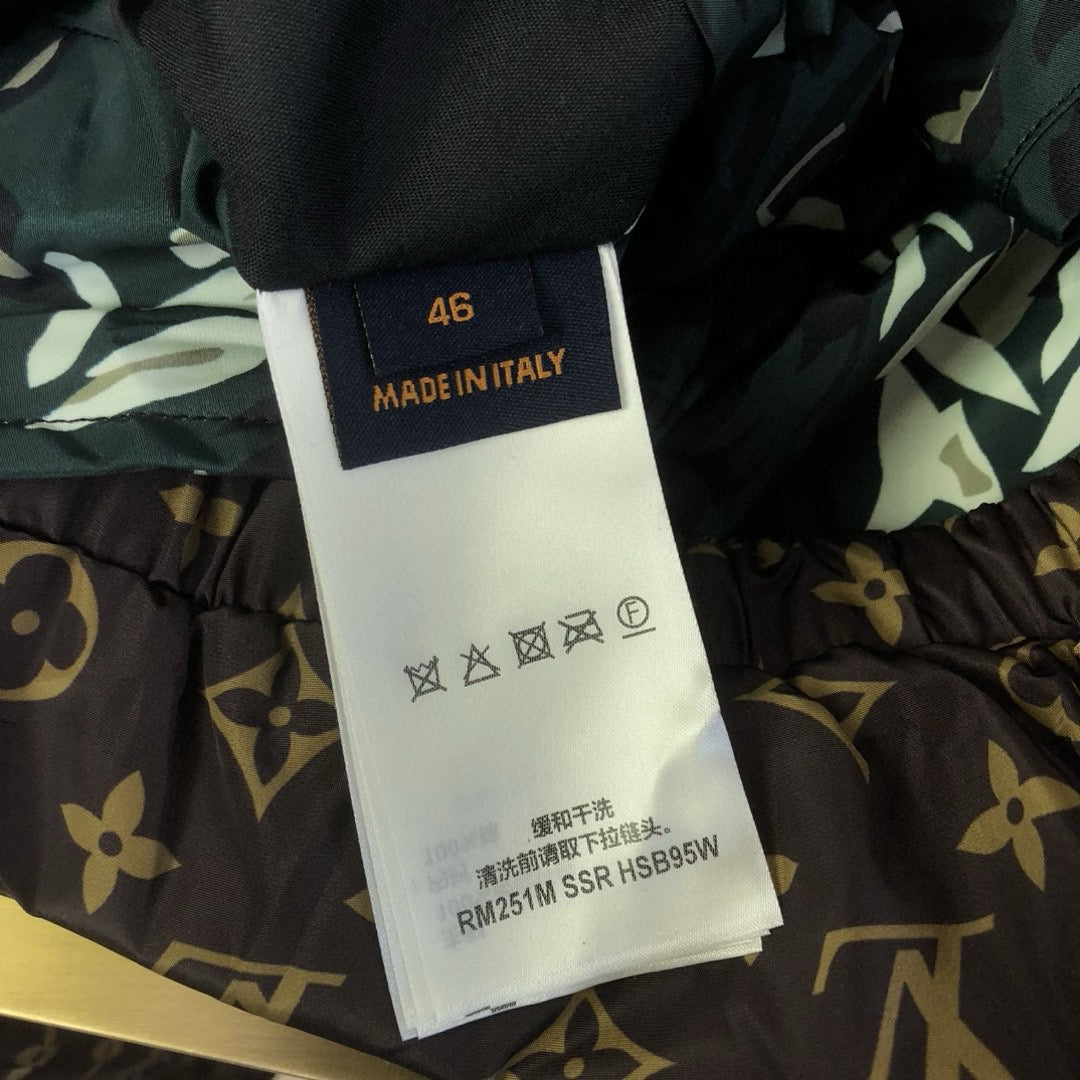 46
MADE IN ITALY
F
缓和干洗
清洗前请取下拉链头。
RM251M SSR HSB95W